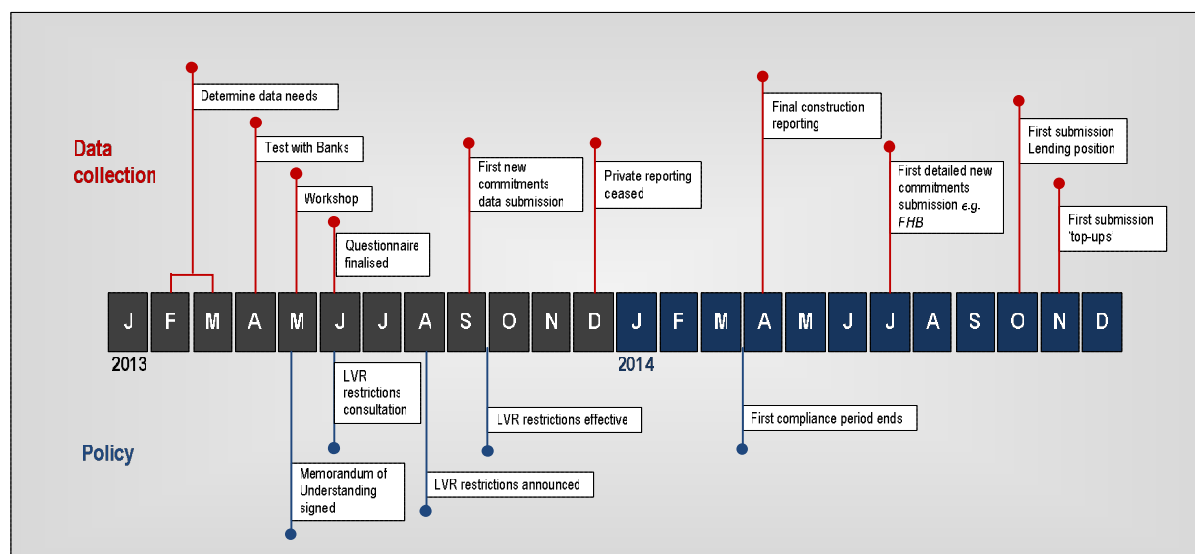 Determine data needs
Test with Banks
Workshop
Questionnaire
finalised
First new
commitments
data submission
Private reporting
ceased
Final construction
reporting
First detailed new
commitments
submission e.g.
FHB
First submission
Lending position
First submission
'top-ups'
Data
collection
J F M A M J J A S O N D J F M A M J J A S O N D
2013
2014
LVR
restrictions
consultation
LVR restrictions effective
First compliance period ends
Policy
Memorandum of
Understanding
signed
LVR restrictions announced